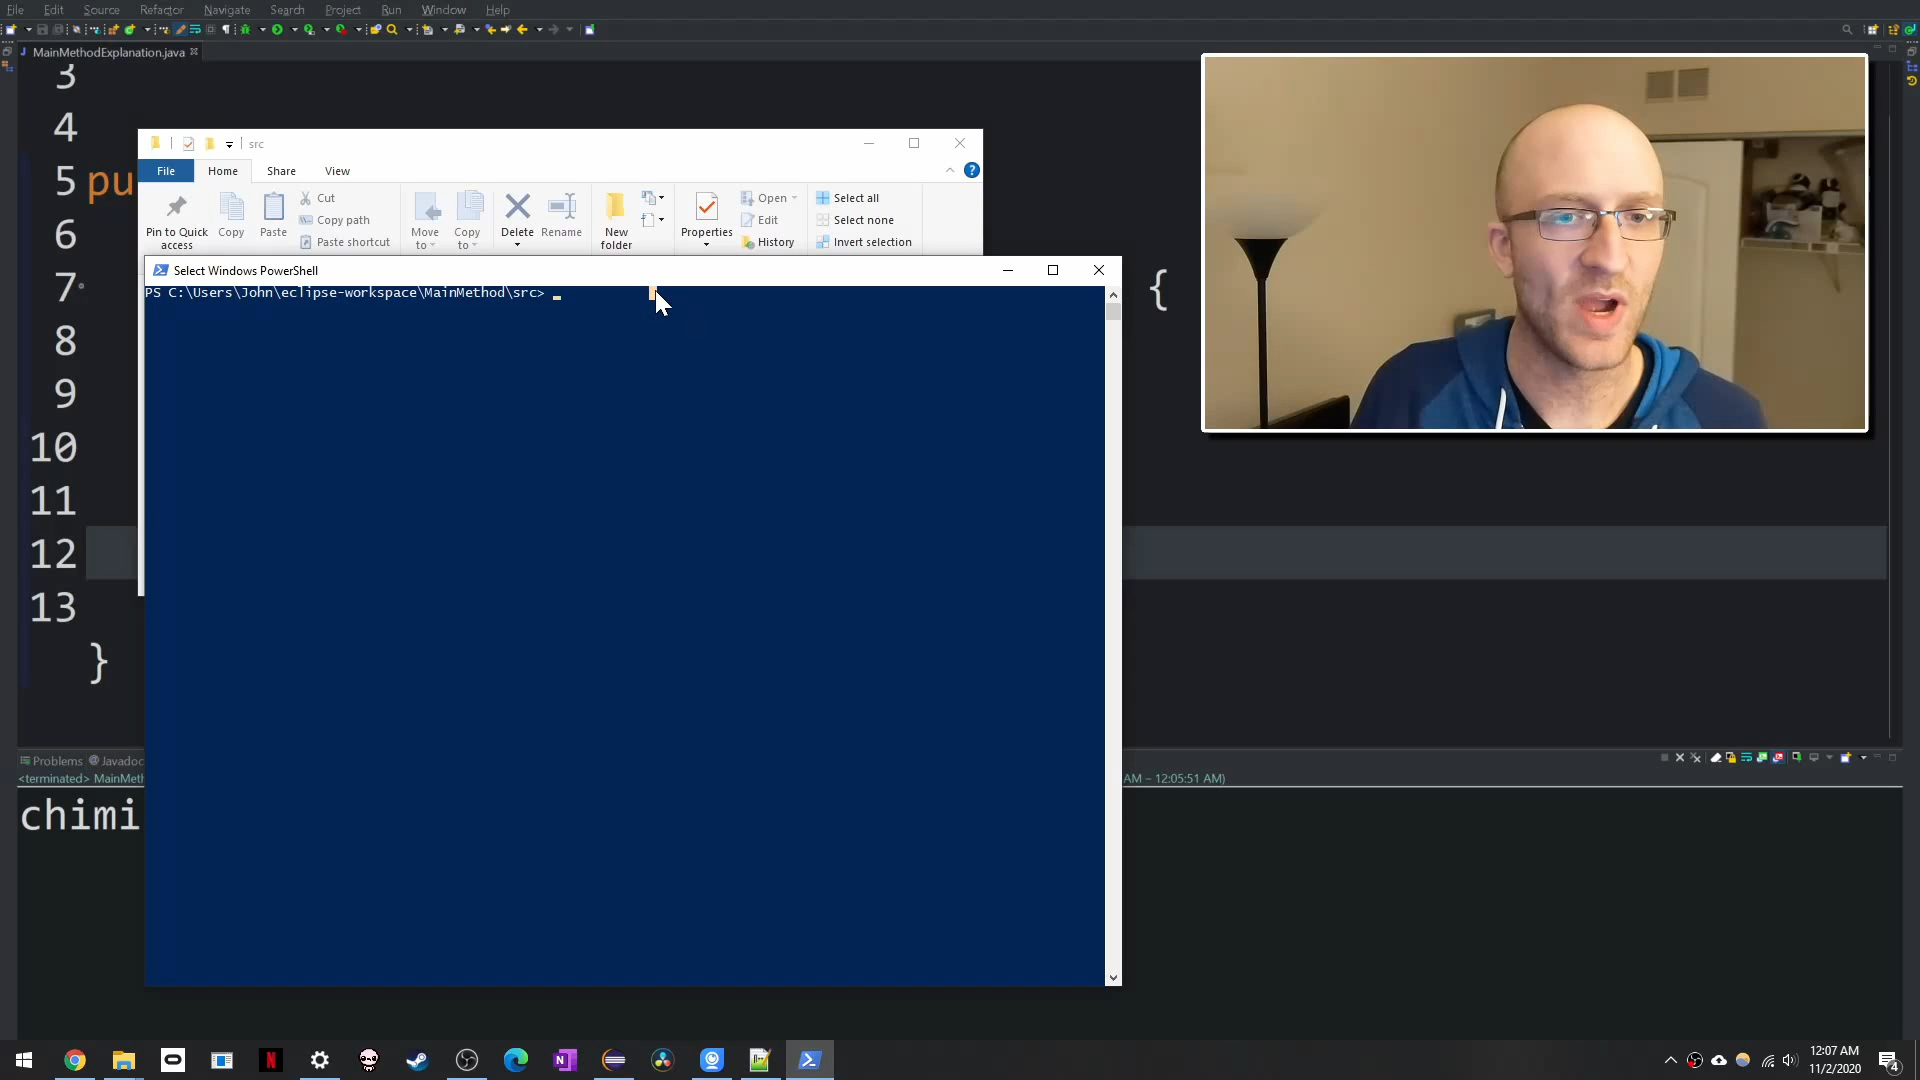 File Edit Source Refactor Navigate Search Project Run Window Help
MainMethodExplanation.java
3
4
5 pu
6
7 {
8
9
10
11
12
13
}
src
File Home Share View
Pin to Quick access
Copy
Paste
Cut
Copy path
Paste shortcut
Move to
Copy to
Delete
Rename
New folder
Properties
Open
Edit
History
Select all
Select none
Invert selection
Select Windows PowerShell
PS C:\Users\John\eclipse-workspace\MainMethod\src>
Problems @ Javadoc
<terminated> MainMeth AM – 12:05:51 AM)
chimi
12:07 AM
11/2/2020
4